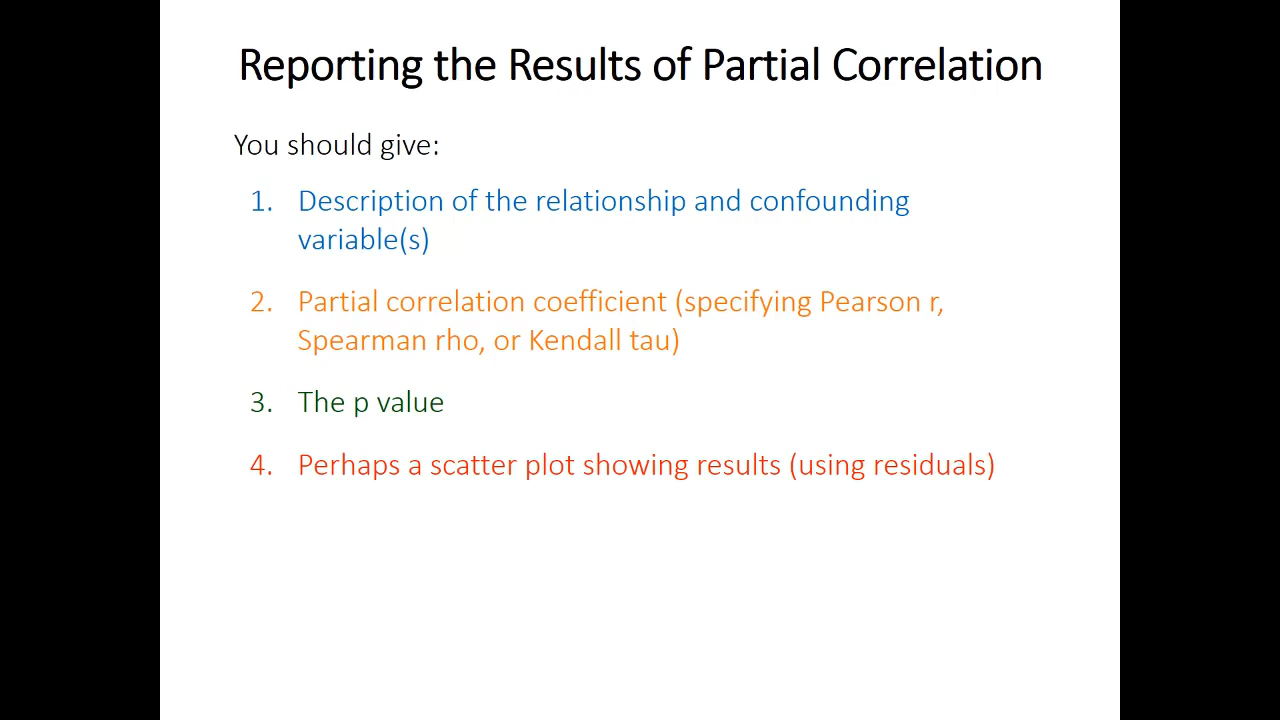 Reporting the Results of Partial Correlation
You should give:
1. Description of the relationship and confounding
variable(s)
2. Partial correlation coefficient (specifying Pearson r,
Spearman rho, or Kendall tau)
3. The p value
4. Perhaps a scatter plot showing results (using residuals)